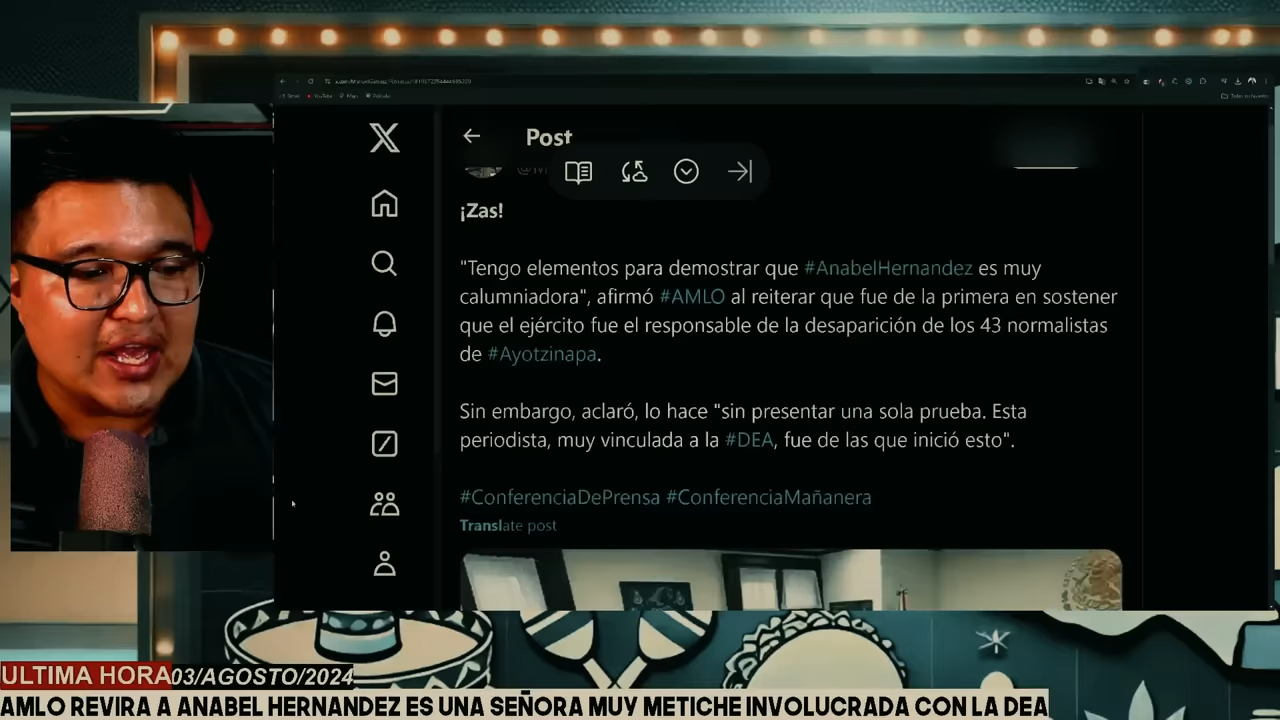 Post
¡Zas!
"Tengo elementos para demostrar que #AnabelHernandez es muy
calumniadora", afirmó #AMLO al reiterar que fue de la primera en sostener
que el ejército fue el responsable de la desaparición de los 43 normalistas
de #Ayotzinapa.
Sin embargo, aclaró, lo hace "sin presentar una sola prueba. Esta
periodista, muy vinculada a la #DEA, fue de las que inició esto".
#ConferenciaDePrensa #ConferenciaMañanera
Translate post
ULTIMA HORA 03/AGOSTO/2024
AMLO REVIRA A ANABEL HERNANDEZ ES UNA SEÑORA MUY METICHE INVOLUCRADA CON LA DEA